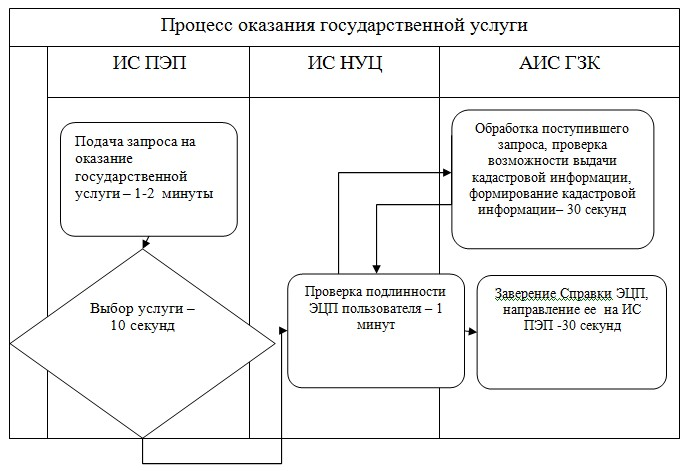 Процесс оказания государственной услуги
ИС ПЭП
ИС НУЦ
АИС ГЗК
Подача запроса на
оказание
государственной
услуги – 1-2 минуты
Выбор услуги –
10 секунд
Проверка подлинности
ЭЦП пользователя – 1
минут
Обработка поступившего
запроса, проверка
возможности выдачи
кадастровой информации,
формирование кадастровой
информации– 30 секунд
Заверение Справки ЭЦП,
направление ее на ИС
ПЭП -30 секунд